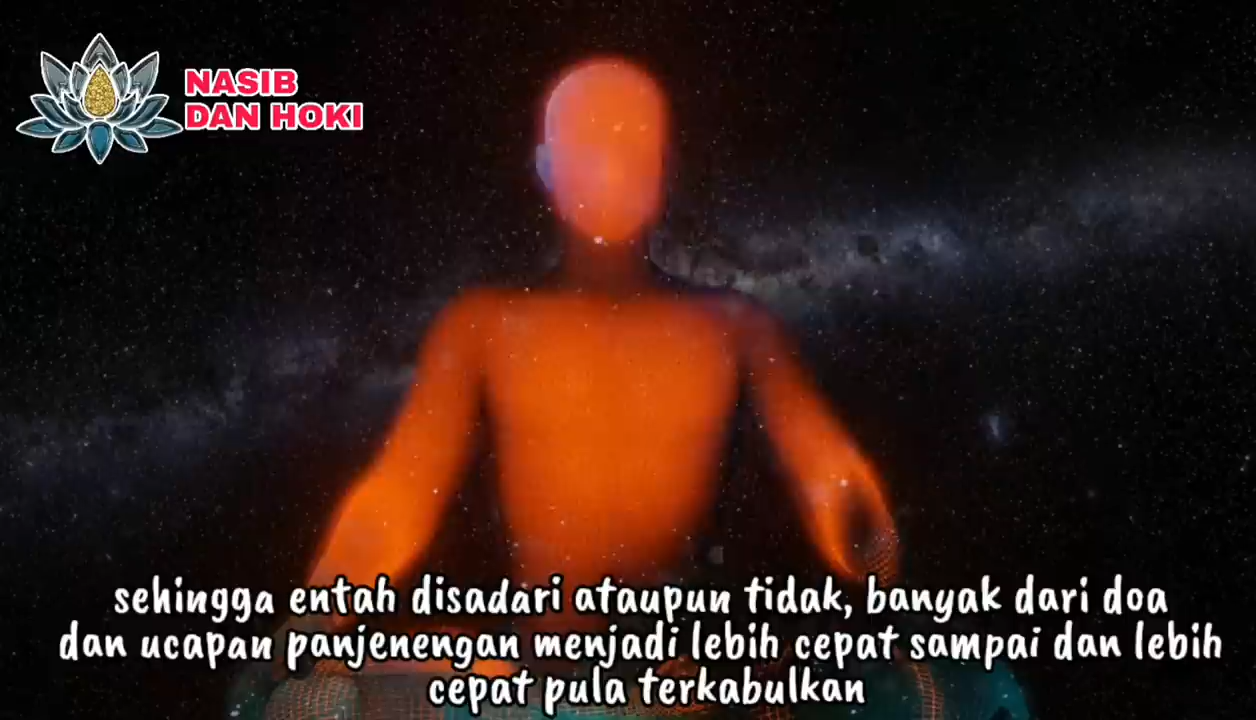 NASIB
DAN HOKI
sehingga entah disadari ataupun tidak, banyak dari doa
dan ucapan panjenengan menjadi lebih cepat sampai dan lebih
cepat pula terkabulkan